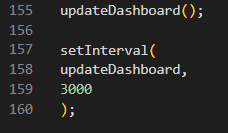 155 updateDashboard();
156
157 setInterval(
158 updateDashboard,
159 3000
160 );